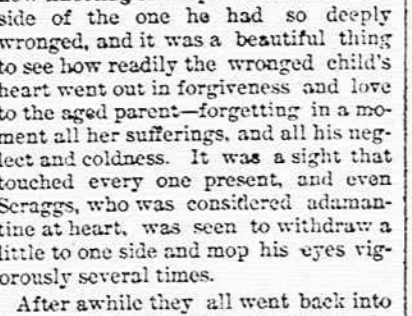 side of the one he had so deeply
wronged, and it was a beautiful thing
to see how readily the wronged child's
heart went out in forgiveness and love
to the aged parent—forgetting in a mo-
ment all her sufferings, and all his neg-
lect and coldness. It was a sight that
touched every one present, and even
Scraggs, who was considered adaman-
tine at heart, was seen to withdraw a
little to one side and mop his eyes vig-
orously several times.
After awhile they all went back into